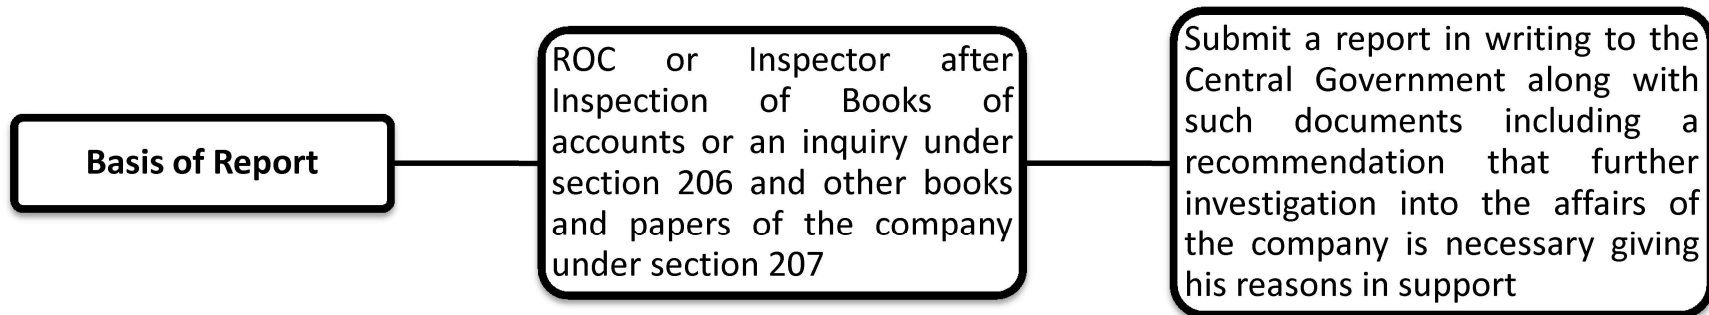 Basis of Report
ROC or Inspector after
Inspection of Books of
accounts or an inquiry under
section 206 and other books
and papers of the company
under section 207
Submit a report in writing to the
Central Government along with
such documents including a
recommendation that further
investigation into the affairs of
the company is necessary giving
his reasons in support